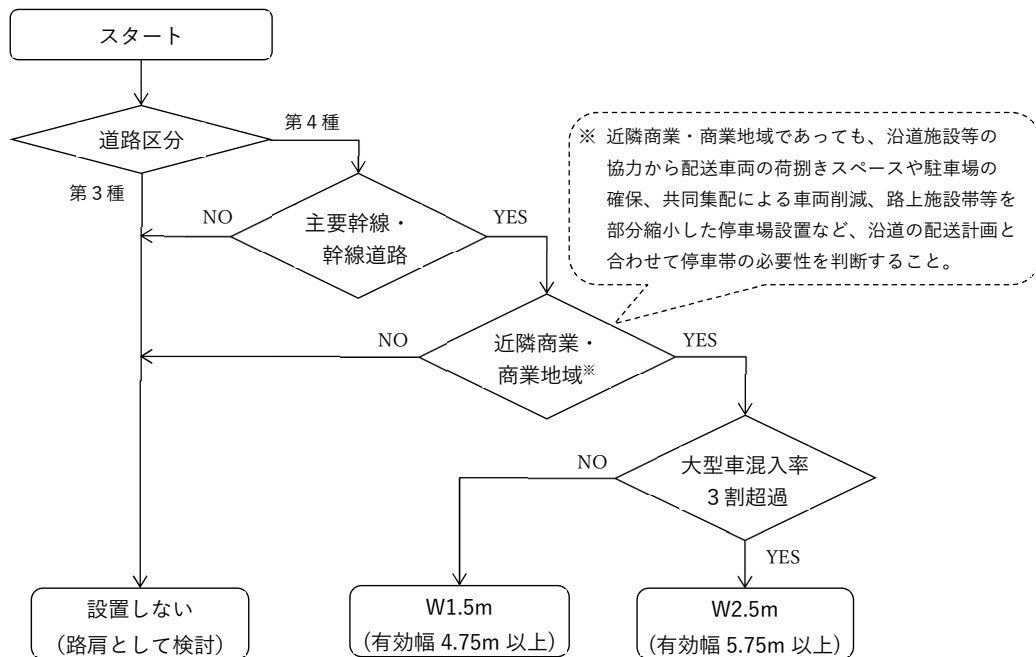 スタート
道路区分
第4種
第3種
主要幹線・
幹線道路
NO
YES
※ 近隣商業・商業地域であっても、沿道施設等の
協力から配送車両の荷捌きスペースや駐車場の
確保、共同集配による車両削減、路上施設帯等を
部分縮小した停車場設置など、沿道の配送計画と
合わせて停車帯の必要性を判断すること。
近隣商業・
商業地域※
NO
YES
大型車混入率
3割超過
NO
YES
設置しない
（路肩として検討）
W1.5m
(有効幅 4.75m 以上)
W2.5m
(有効幅 5.75m 以上)